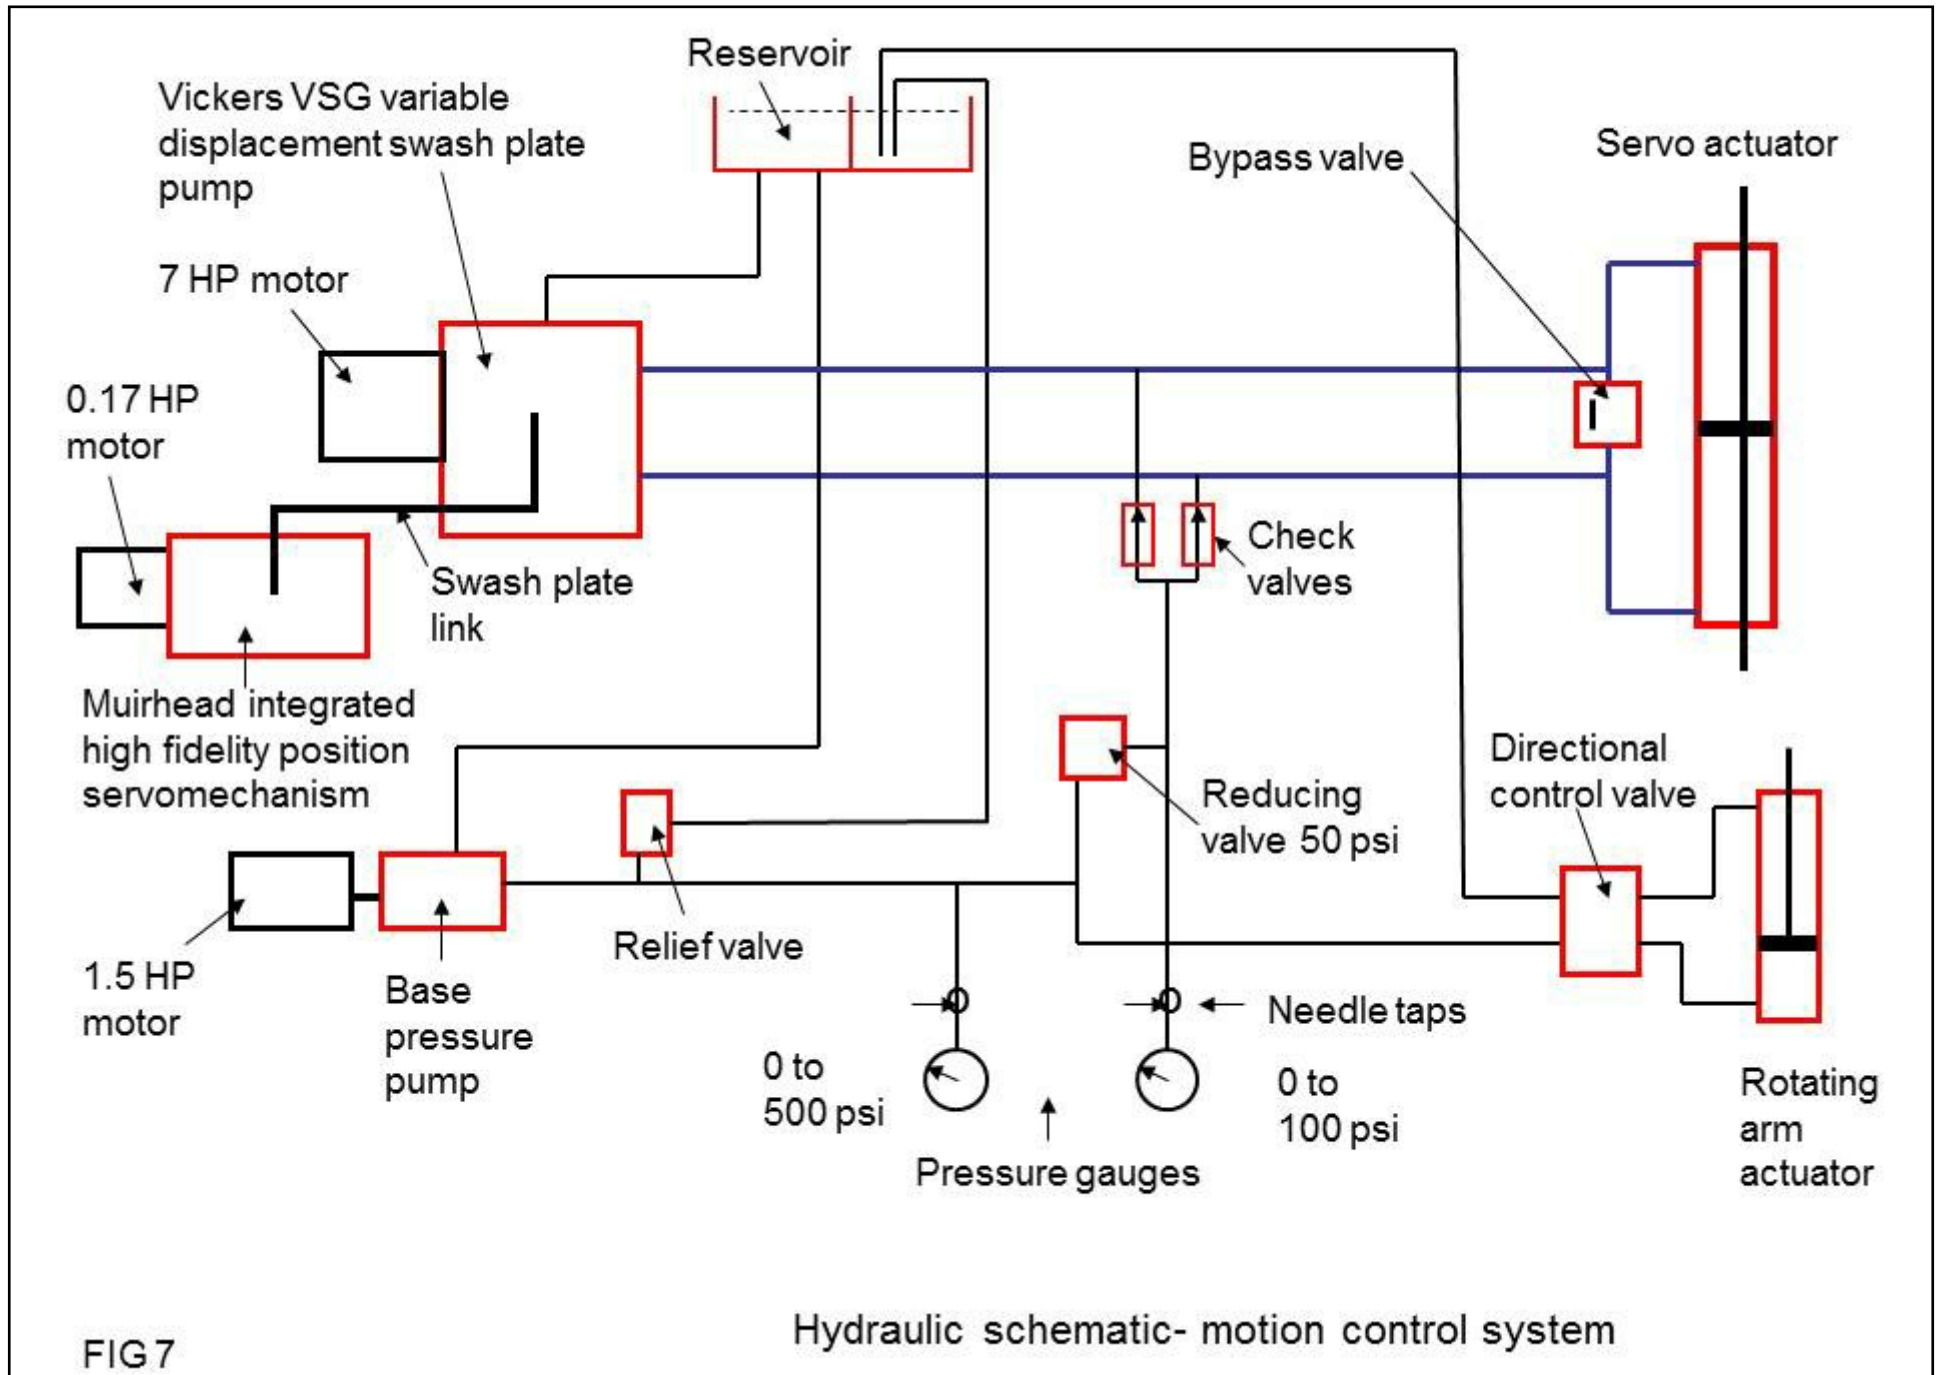 Reservoir
Vickers VSG variable
displacement swash plate
pump
Bypass valve
Servo actuator
7 HP motor
0.17 HP
motor
Check
valves
Swash plate
link
Muirhead integrated
high fidelity position
servomechanism
Reducing
valve 50 psi
Directional
control valve
Relief valve
1.5 HP
motor
Base
pressure
pump
Needle taps
0 to
500 psi
0 to
100 psi
Pressure gauges
Rotating
arm
actuator
Hydraulic schematic- motion control system
FIG 7